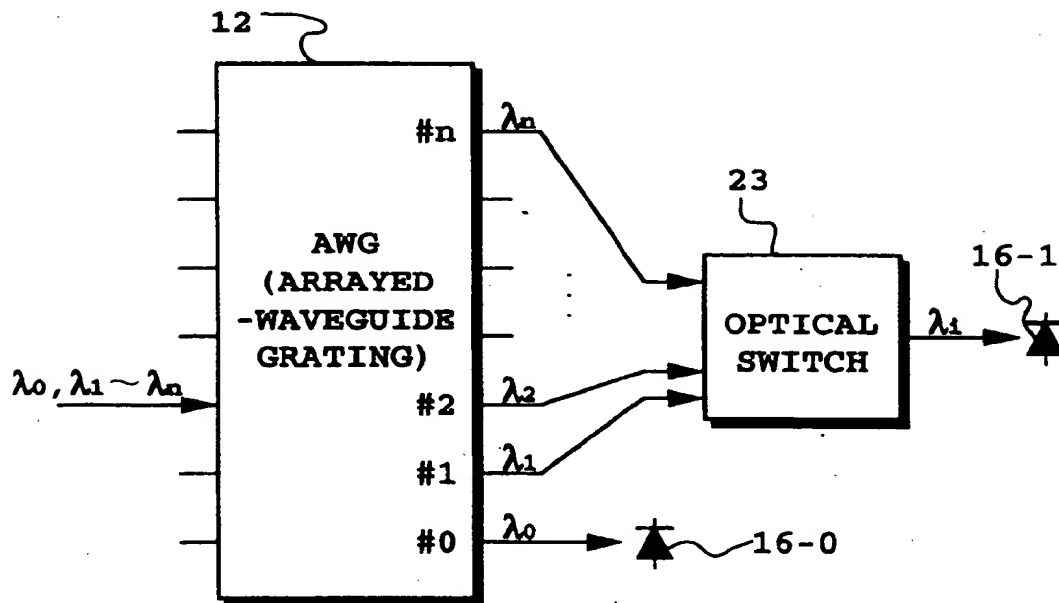 12
#n
λn
23
16-1
AWG
(ARRAYED
-WAVEGUIDE
GRATING)
OPTICAL
SWITCH
λi
λ0, λ1~λn
#2
λ2
#1
λ1
#0
λ0
16-0